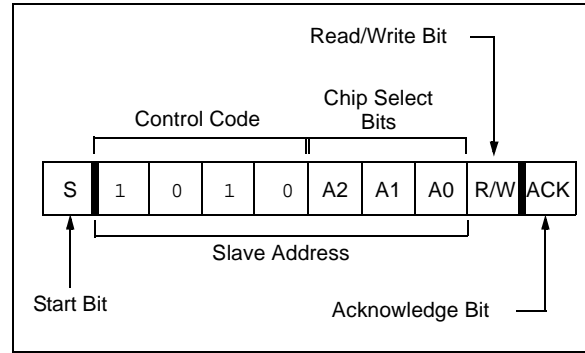 Read/Write Bit
Chip Select
Bits
Control Code
S 1 0 1 0 A2 A1 A0 R/W ACK
Slave Address
Start Bit
Acknowledge Bit